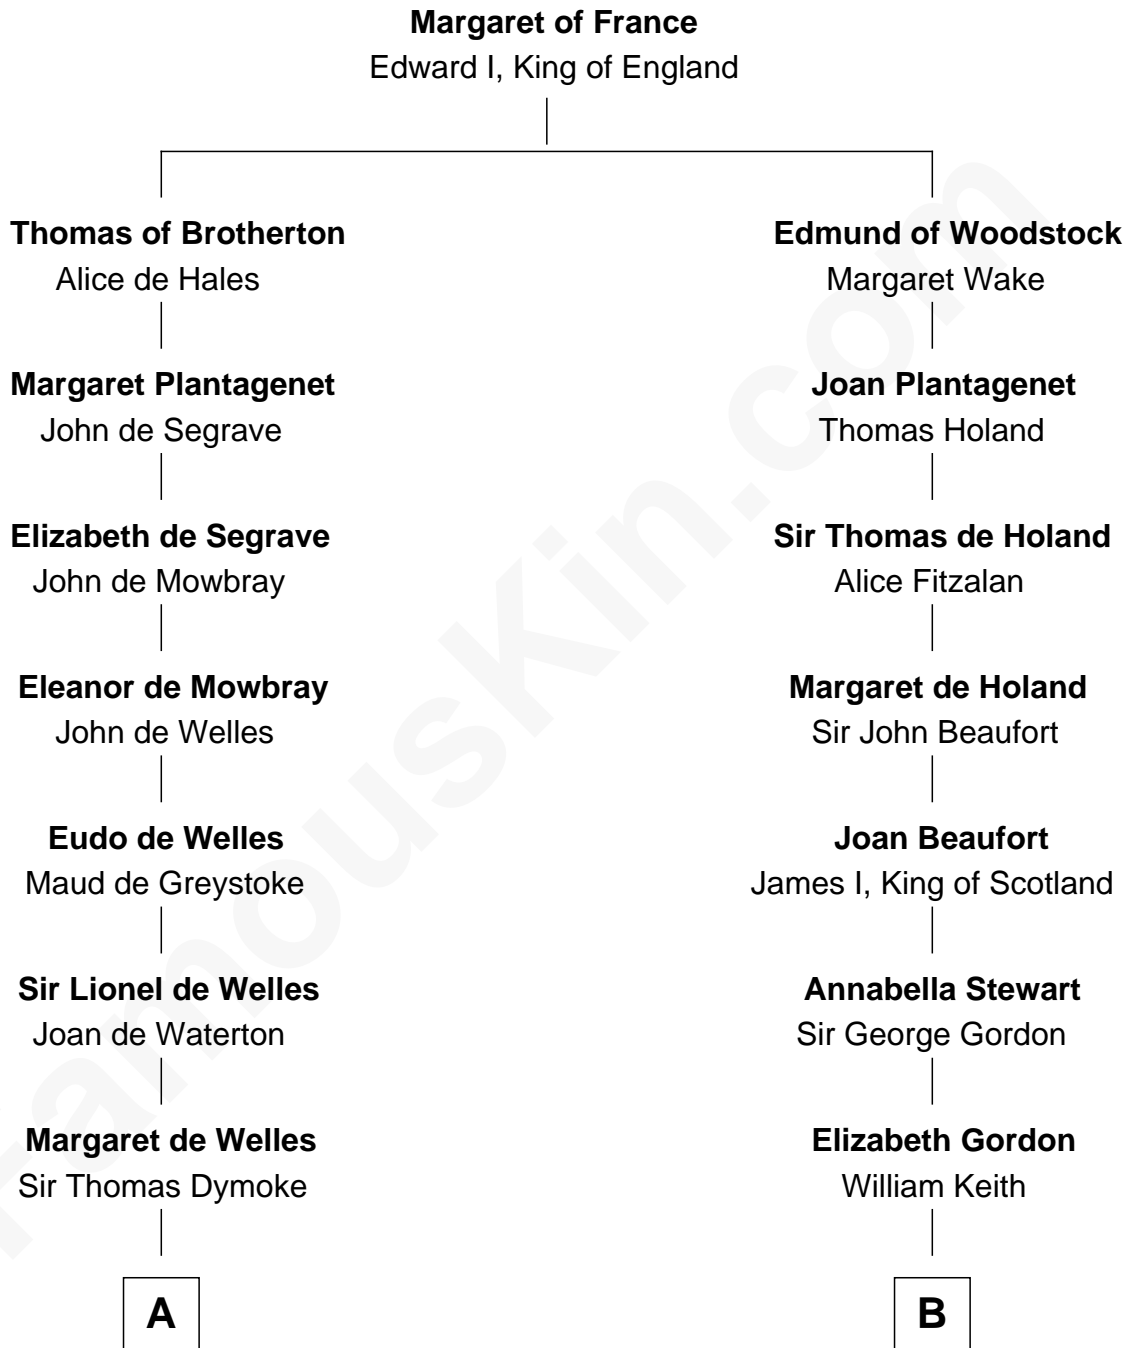 Margaret of France
Edward I, King of England
Thomas of Brotherton
Alice de Hales
Edmund of Woodstock
Margaret Wake
Margaret Plantagenet
John de Segrave
Joan Plantagenet
Thomas Holand
Elizabeth de Segrave
John de Mowbray
Sir Thomas de Holand
Alice Fitzalan
Eleanor de Mowbray
John de Welles
Margaret de Holand
Sir John Beaufort
Eudo de Welles
Maud de Greystoke
Joan Beaufort
James I, King of Scotland
Sir Lionel de Welles
Joan de Waterton
Annabella Stewart
Sir George Gordon
Margaret de Welles
Sir Thomas Dymoke
Elizabeth Gordon
William Keith
A
B
FamousKin.com